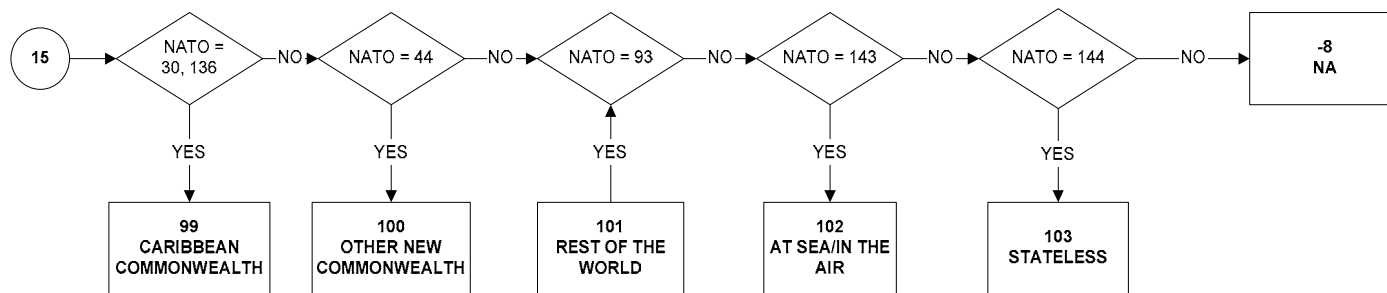 15
NATO =
30, 136
NO
NATO = 44
NO
NATO = 93
NO
NATO = 143
NO
NATO = 144
NO
-8
NA
YES
YES
YES
YES
YES
99
CARIBBEAN
COMMONWEALTH
100
OTHER NEW
COMMONWEALTH
101
REST OF THE
WORLD
102
AT SEA/IN THE
AIR
103
STATELESS